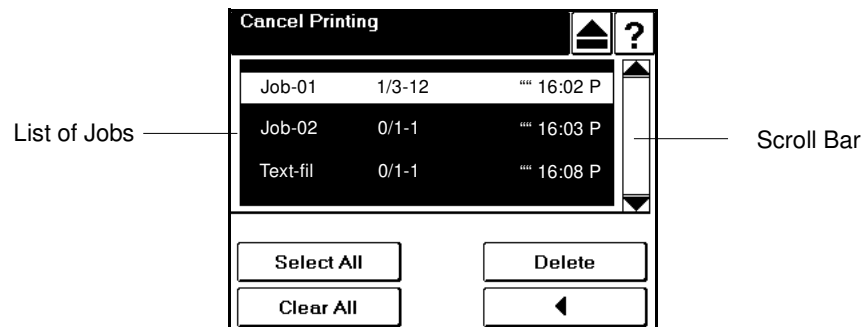 Cancel Printing
?
Job-01 1/3-12 "" 16:02 P
List of Jobs
Job-02 0/1-1 "" 16:03 P
Scroll Bar
Text-fil 0/1-1 "" 16:08 P
Select All
Delete
Clear All